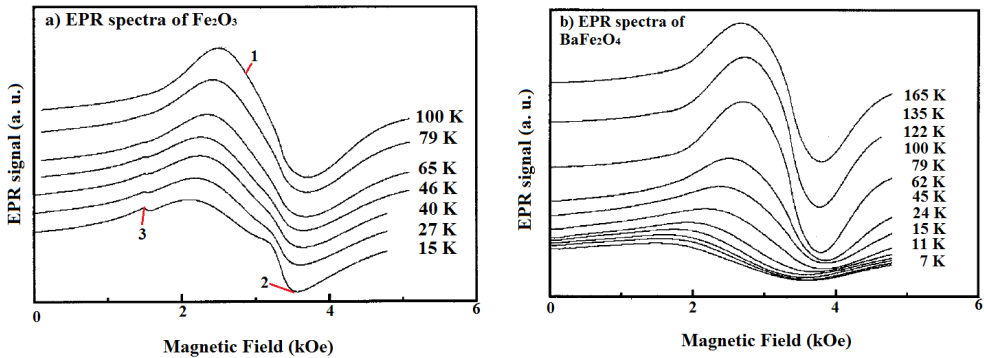 a) EPR spectra of Fe₂O₃
EPR signal (a. u.)
1
2
3
100 K
79 K
65 K
46 K
40 K
27 K
15 K
0
2
4
6
Magnetic Field (kOe)
b) EPR spectra of
BaFe₂O₄
EPR signal (a. u.)
165 K
135 K
122 K
100 K
79 K
62 K
45 K
24 K
15 K
11 K
7 K
0
2
4
6
Magnetic Field (kOe)